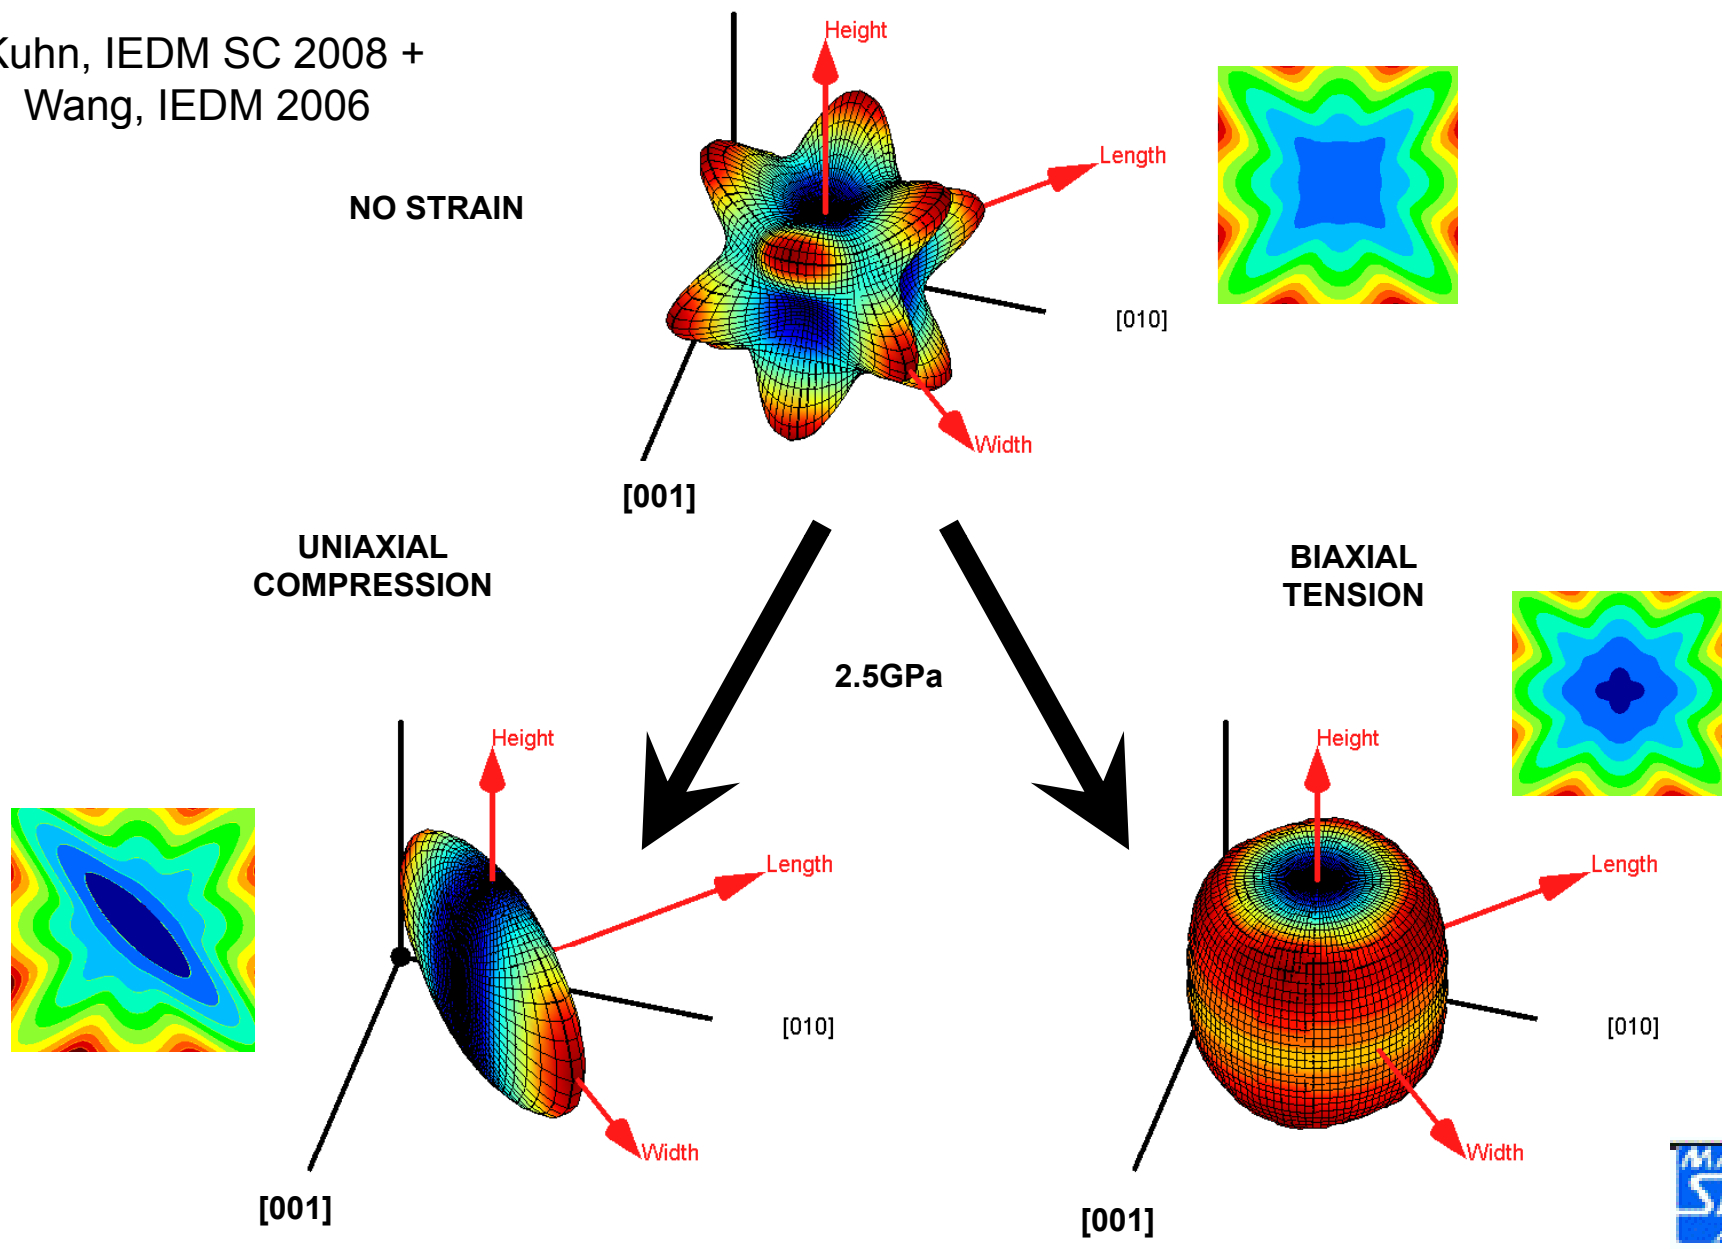 Kuhn, IEDM SC 2008 +
Wang, IEDM 2006
Height
Length
NO STRAIN
[010]
Width
[001]
UNIAXIAL
COMPRESSION
BIAXIAL
TENSION
2.5GPa
Height
Length
[010]
Width
[001]
Height
Length
[010]
Width
[001]